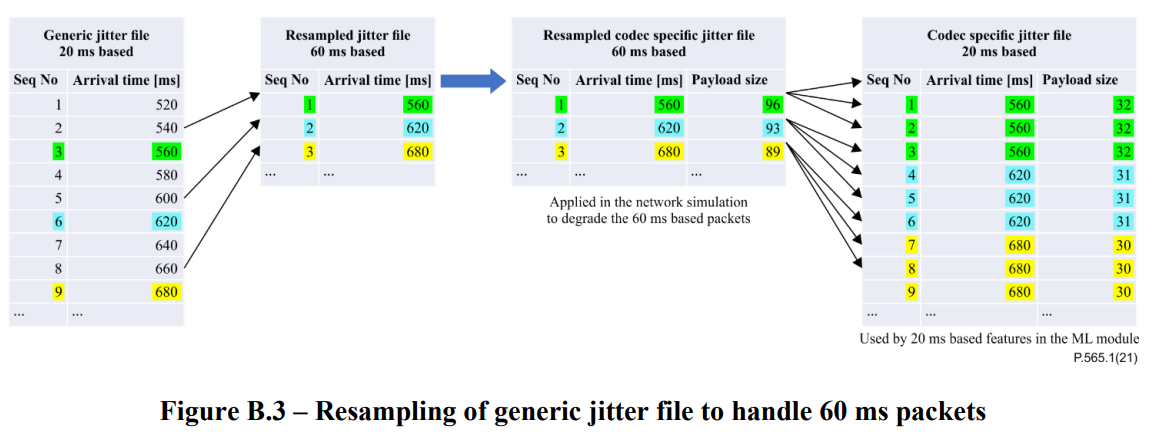 Generic jitter file
20 ms based
Seq No Arrival time [ms]
1 520
2 540
3 560
4 580
5 600
6 620
7 640
8 660
9 680
... ...
Resampled jitter file
60 ms based
Seq No Arrival time [ms]
1 560
2 620
3 680
... ...
Resampled codec specific jitter file
60 ms based
Seq No Arrival time [ms] Payload size
1 560 96
2 620 93
3 680 89
... ... ...
Applied in the network simulation
to degrade the 60 ms based packets
Codec specific jitter file
20 ms based
Seq No Arrival time [ms] Payload size
1 560 32
2 560 32
3 560 32
4 620 31
5 620 31
6 620 31
7 680 30
8 680 30
9 680 30
... ... ...
Used by 20 ms based features in the ML module
P.565.1(21)
Figure B.3 – Resampling of generic jitter file to handle 60 ms packets